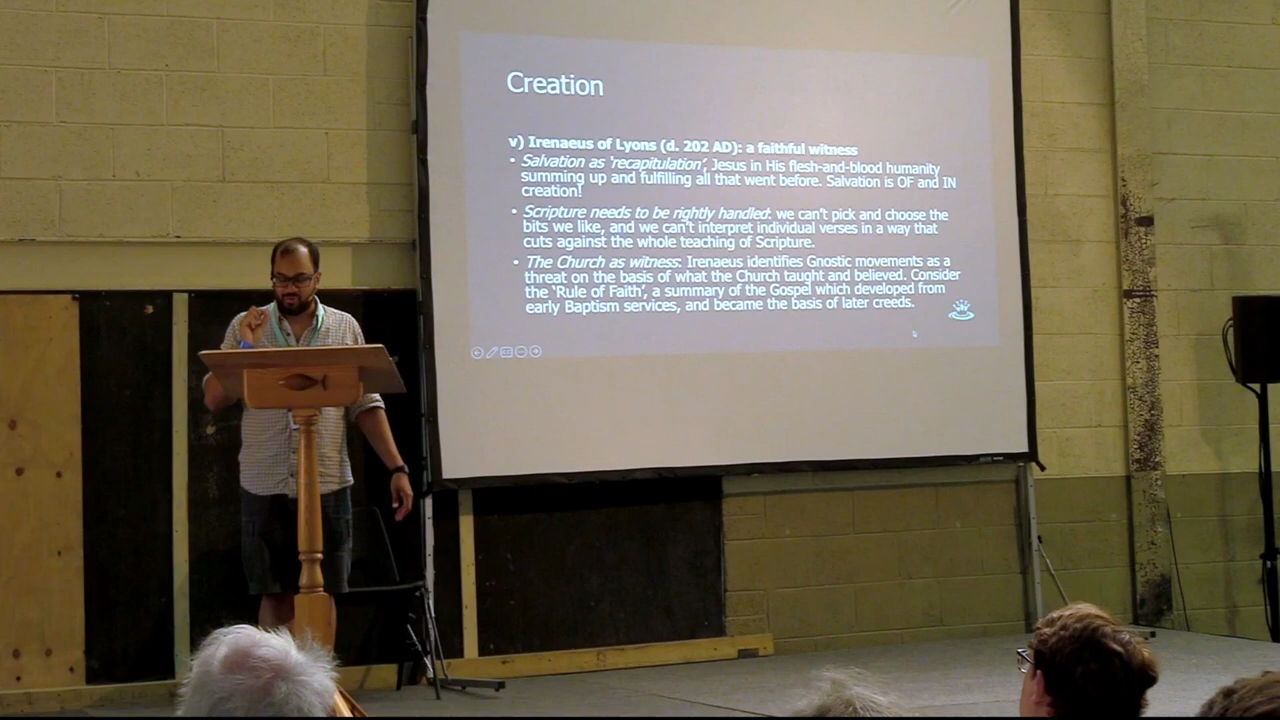 Creation
v) Irenaeus of Lyons (d. 202 AD): a faithful witness
• Salvation as 'recapitulation', Jesus in His flesh-and-blood humanity
summing up and fulfilling all that went before. Salvation is OF and IN
creation!
• Scripture needs to be rightly handled: we can't pick and choose the
bits we like, and we can't interpret individual verses in a way that
cuts against the whole teaching of Scripture.
• The Church as witness: Irenaeus identifies Gnostic movements as a
threat on the basis of what the Church taught and believed. Consider
the 'Rule of Faith', a summary of the Gospel which developed from
early Baptism services, and became the basis of later creeds.